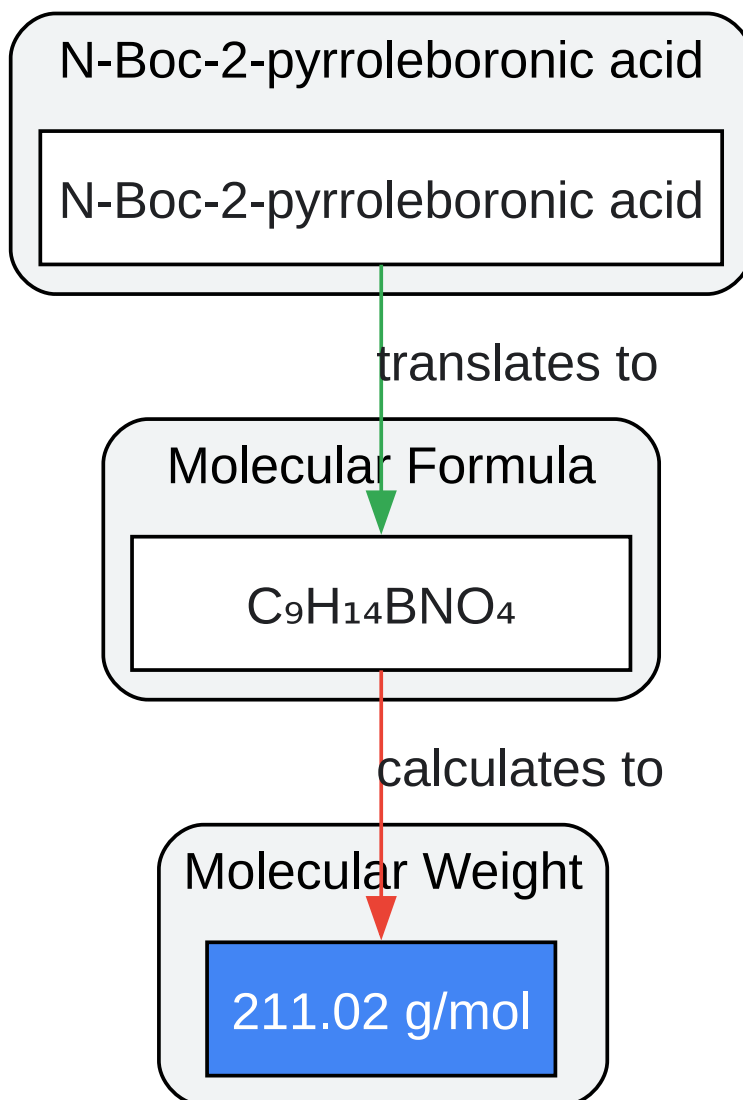 N-Boc-2-pyrroleboronic acid
N-Boc-2-pyrroleboronic acid
translates to
Molecular Formula
C₉H₁₄BNO₄
calculates to
Molecular Weight
211.02 g/mol